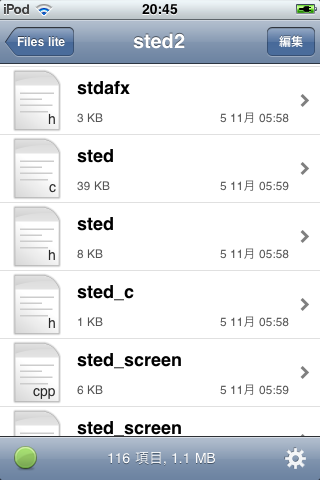 iPod 20:45
Files lite sted2 編集
stdafx
h 3 KB 5 11月 05:58
sted
c 39 KB 5 11月 05:59
sted
h 8 KB 5 11月 05:58
sted_c
h 1 KB 5 11月 05:58
sted_screen
cpp 6 KB 5 11月 05:59
sted_screen
116 項目, 1.1 MB